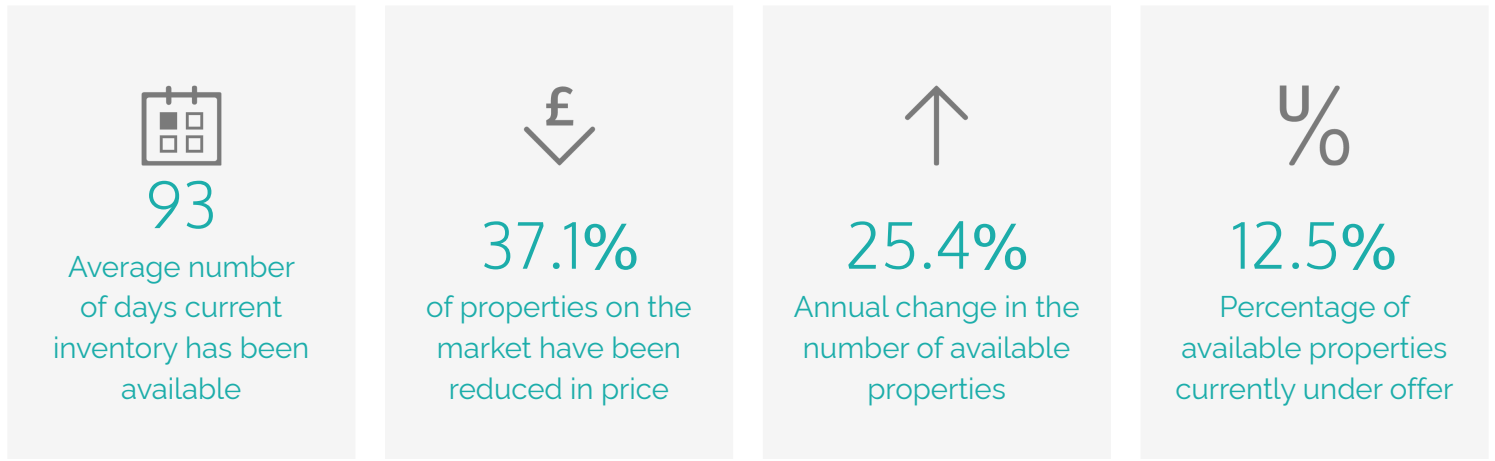 93
Average number
of days current
inventory has been
available
£
37.1%
of properties on the
market have been
reduced in price
25.4%
Annual change in the
number of available
properties
U/O
12.5%
Percentage of
available properties
currently under offer